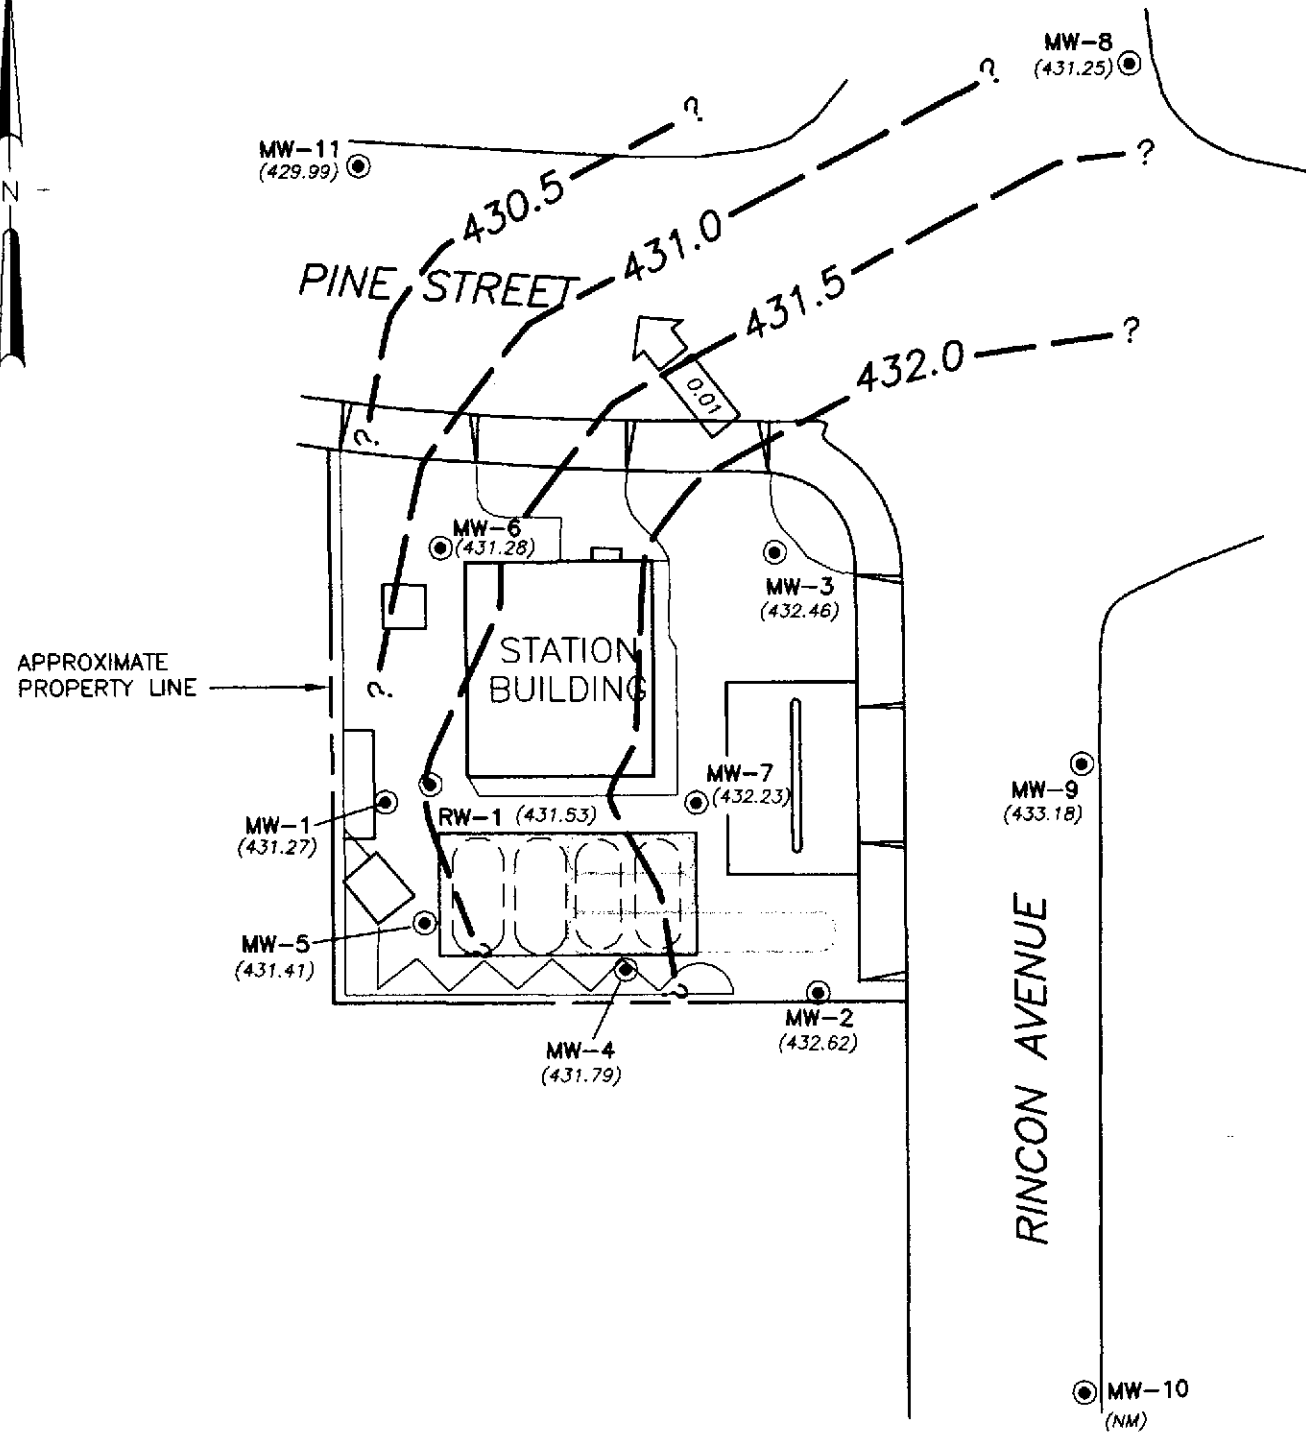 MW-8
(431.25)
?
?
MW-11
(429.99)
?
N
430.5
431.0
PINE STREET
431.5
?
432.0
0.01
?
MW-6
(431.28)
MW-3
(432.46)
STATION
BUILDING
APPROXIMATE
PROPERTY LINE
?
MW-7
(432.23)
MW-9
(433.18)
RW-1 (431.53)
MW-1
(431.27)
MW-5
(431.41)
?
?
MW-2
(432.62)
MW-4
(431.79)
RINCON AVENUE
MW-10
(NM)